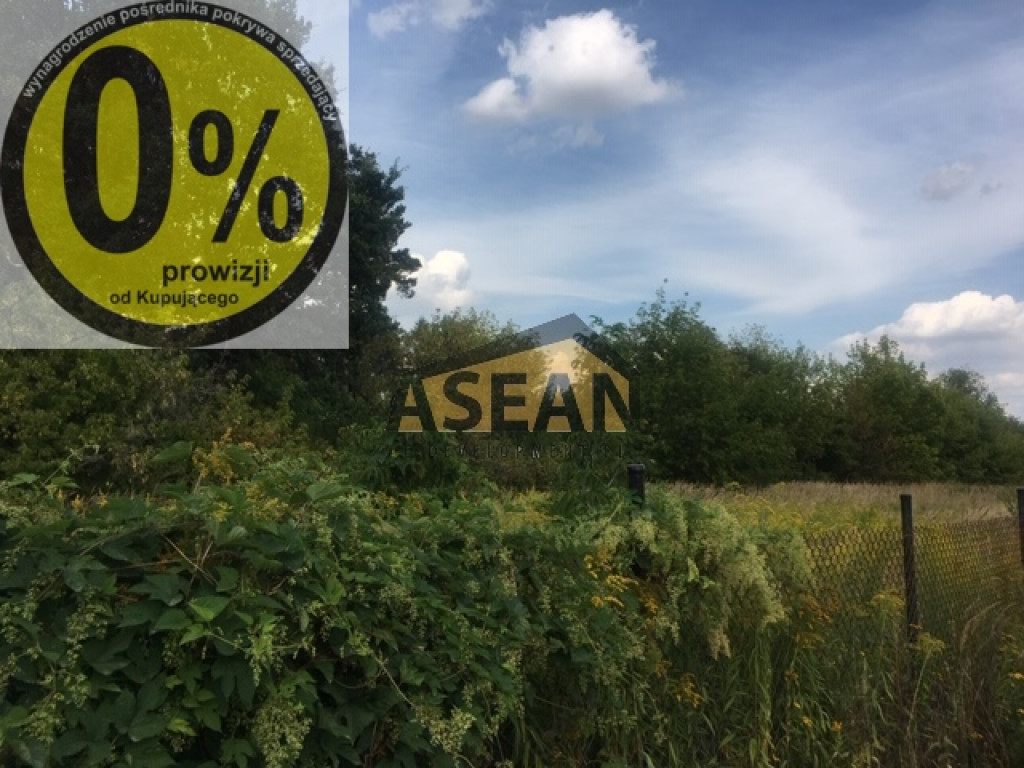 wynagrodzenie pośrednika pokrywa sprzedający
0%
prowizji
od Kupującego
ASEAN